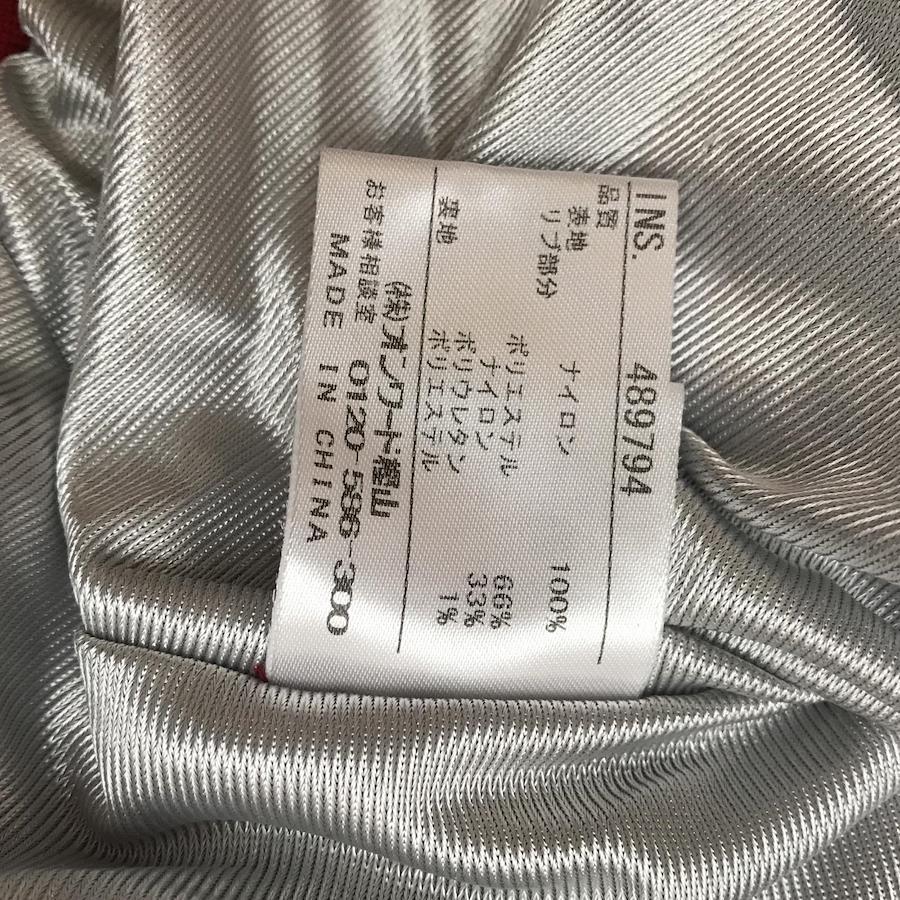 INS. 489794
品質
表地 ナイロン 100%
リブ部分
ポリエステル 66%
ナイロン 33%
ポリウレタン 1%
裏地 ポリエステル
(株)オンワード樫山
お客様相談室 0120-586-300
MADE IN CHINA